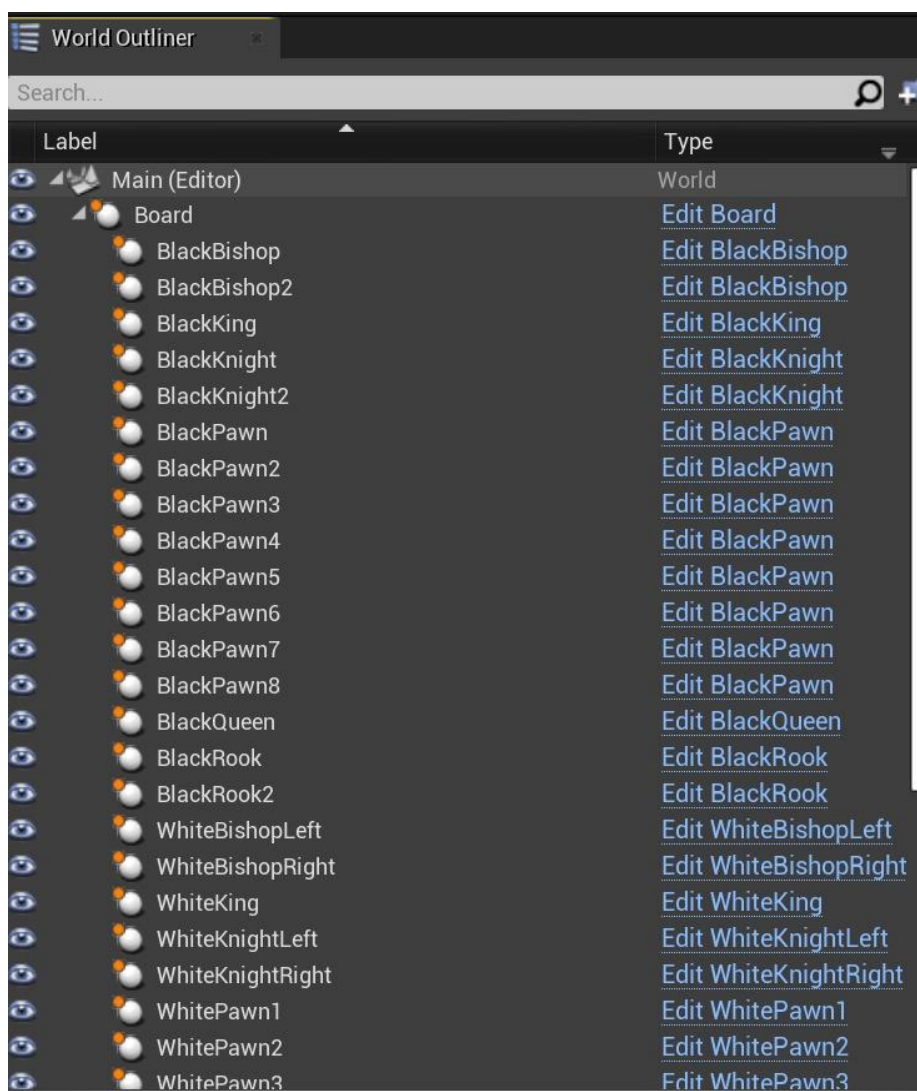 World Outliner
Search...
Label Type
Main (Editor) World
Board Edit Board
BlackBishop Edit BlackBishop
BlackBishop2 Edit BlackBishop
BlackKing Edit BlackKing
BlackKnight Edit BlackKnight
BlackKnight2 Edit BlackKnight
BlackPawn Edit BlackPawn
BlackPawn2 Edit BlackPawn
BlackPawn3 Edit BlackPawn
BlackPawn4 Edit BlackPawn
BlackPawn5 Edit BlackPawn
BlackPawn6 Edit BlackPawn
BlackPawn7 Edit BlackPawn
BlackPawn8 Edit BlackPawn
BlackQueen Edit BlackQueen
BlackRook Edit BlackRook
BlackRook2 Edit BlackRook
WhiteBishopLeft Edit WhiteBishopLeft
WhiteBishopRight Edit WhiteBishopRight
WhiteKing Edit WhiteKing
WhiteKnightLeft Edit WhiteKnightLeft
WhiteKnightRight Edit WhiteKnightRight
WhitePawn1 Edit WhitePawn1
WhitePawn2 Edit WhitePawn2
WhitePawn3 Edit WhitePawn3